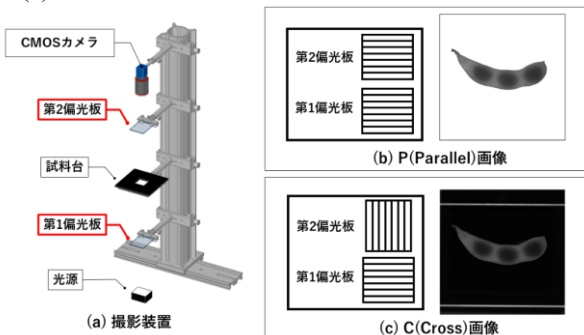 CMOSカメラ
第2偏光板
試料台
第1偏光板
光源
(a) 撮影装置
第2偏光板
第1偏光板
(b) P(Parallel)画像
第2偏光板
第1偏光板
(c) C(Cross)画像